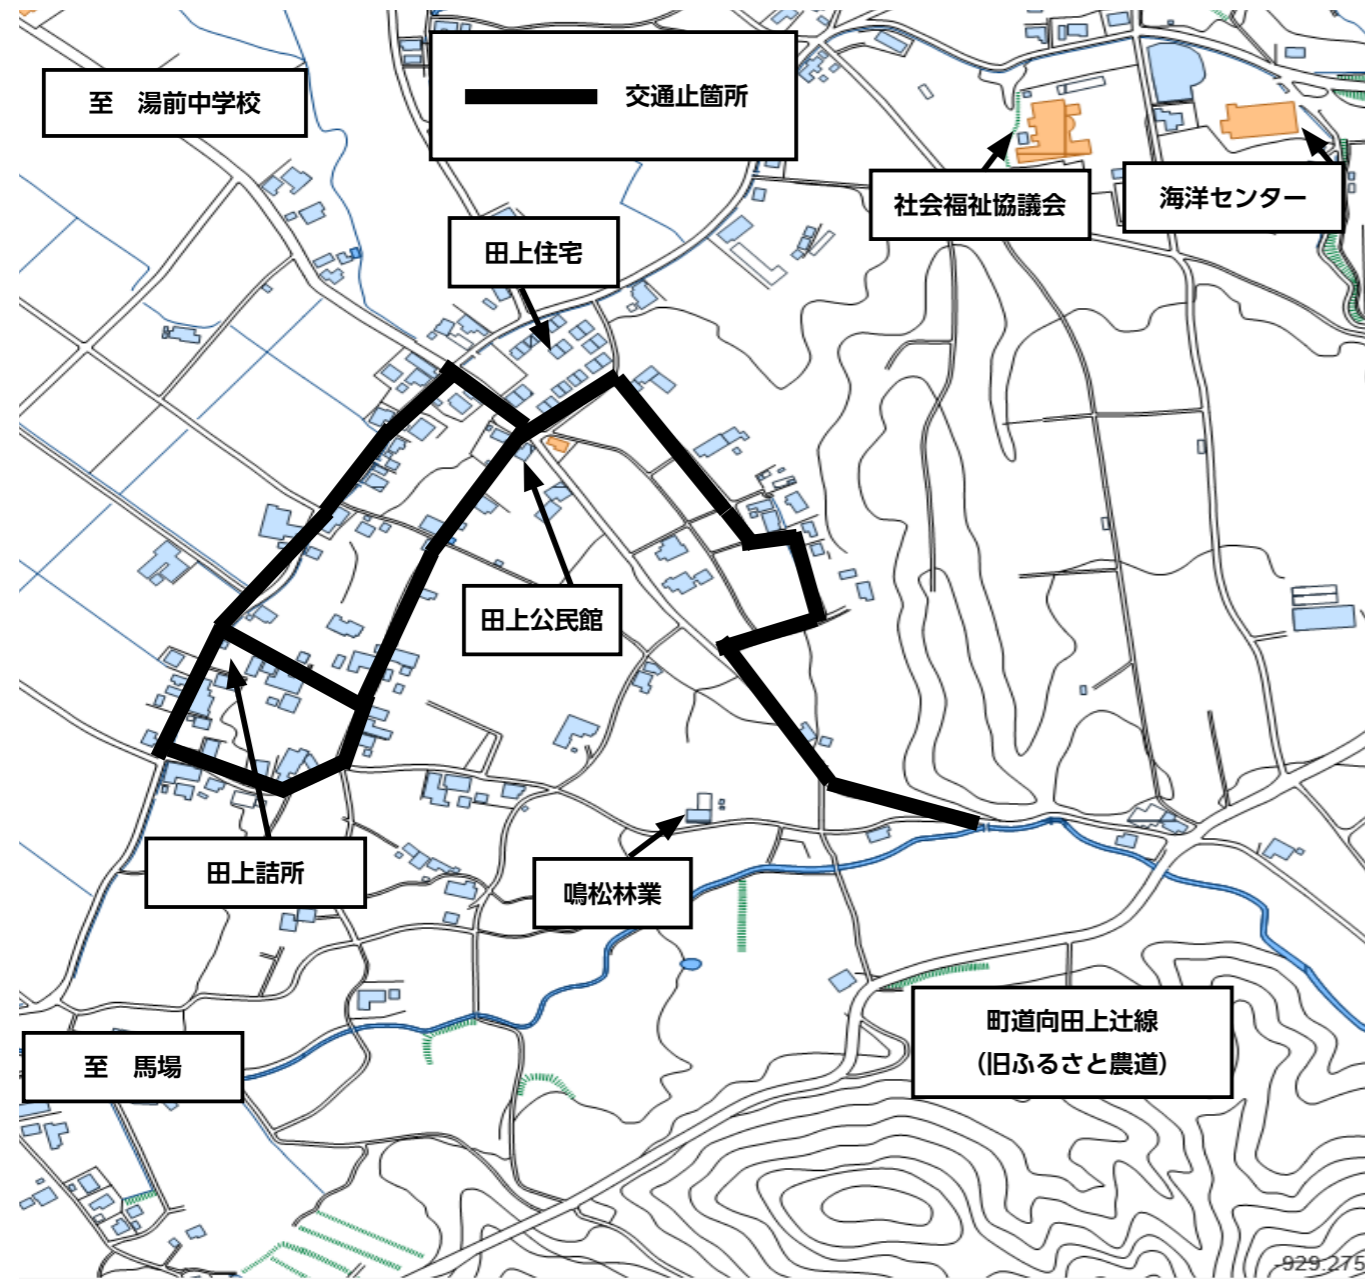 交通止箇所
至　湯前中学校
社会福祉協議会
海洋センター
田上住宅
田上公民館
田上詰所
鳴松林業
町道向田上辻線
（旧ふるさと農道）
至　馬場
-929.275